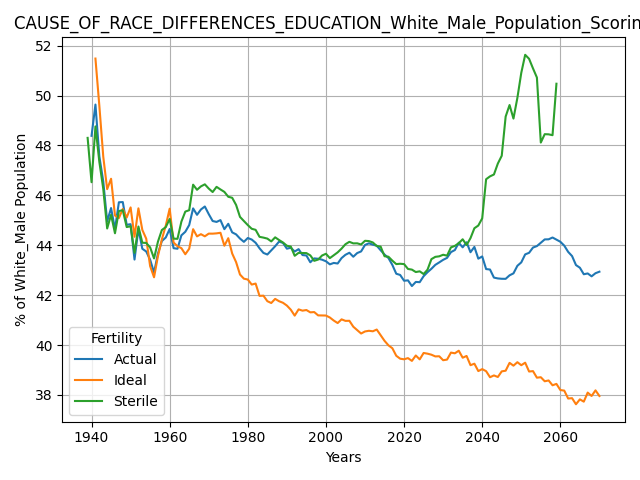 CAUSE_OF_RACE_DIFFERENCES_EDUCATION_White_Male_Population_Scorin
52
50
48
46
44
42
40
38
% of White_Male Population
Fertility
Actual
Ideal
Sterile
1940 1960 1980 2000 2020 2040 2060
Years